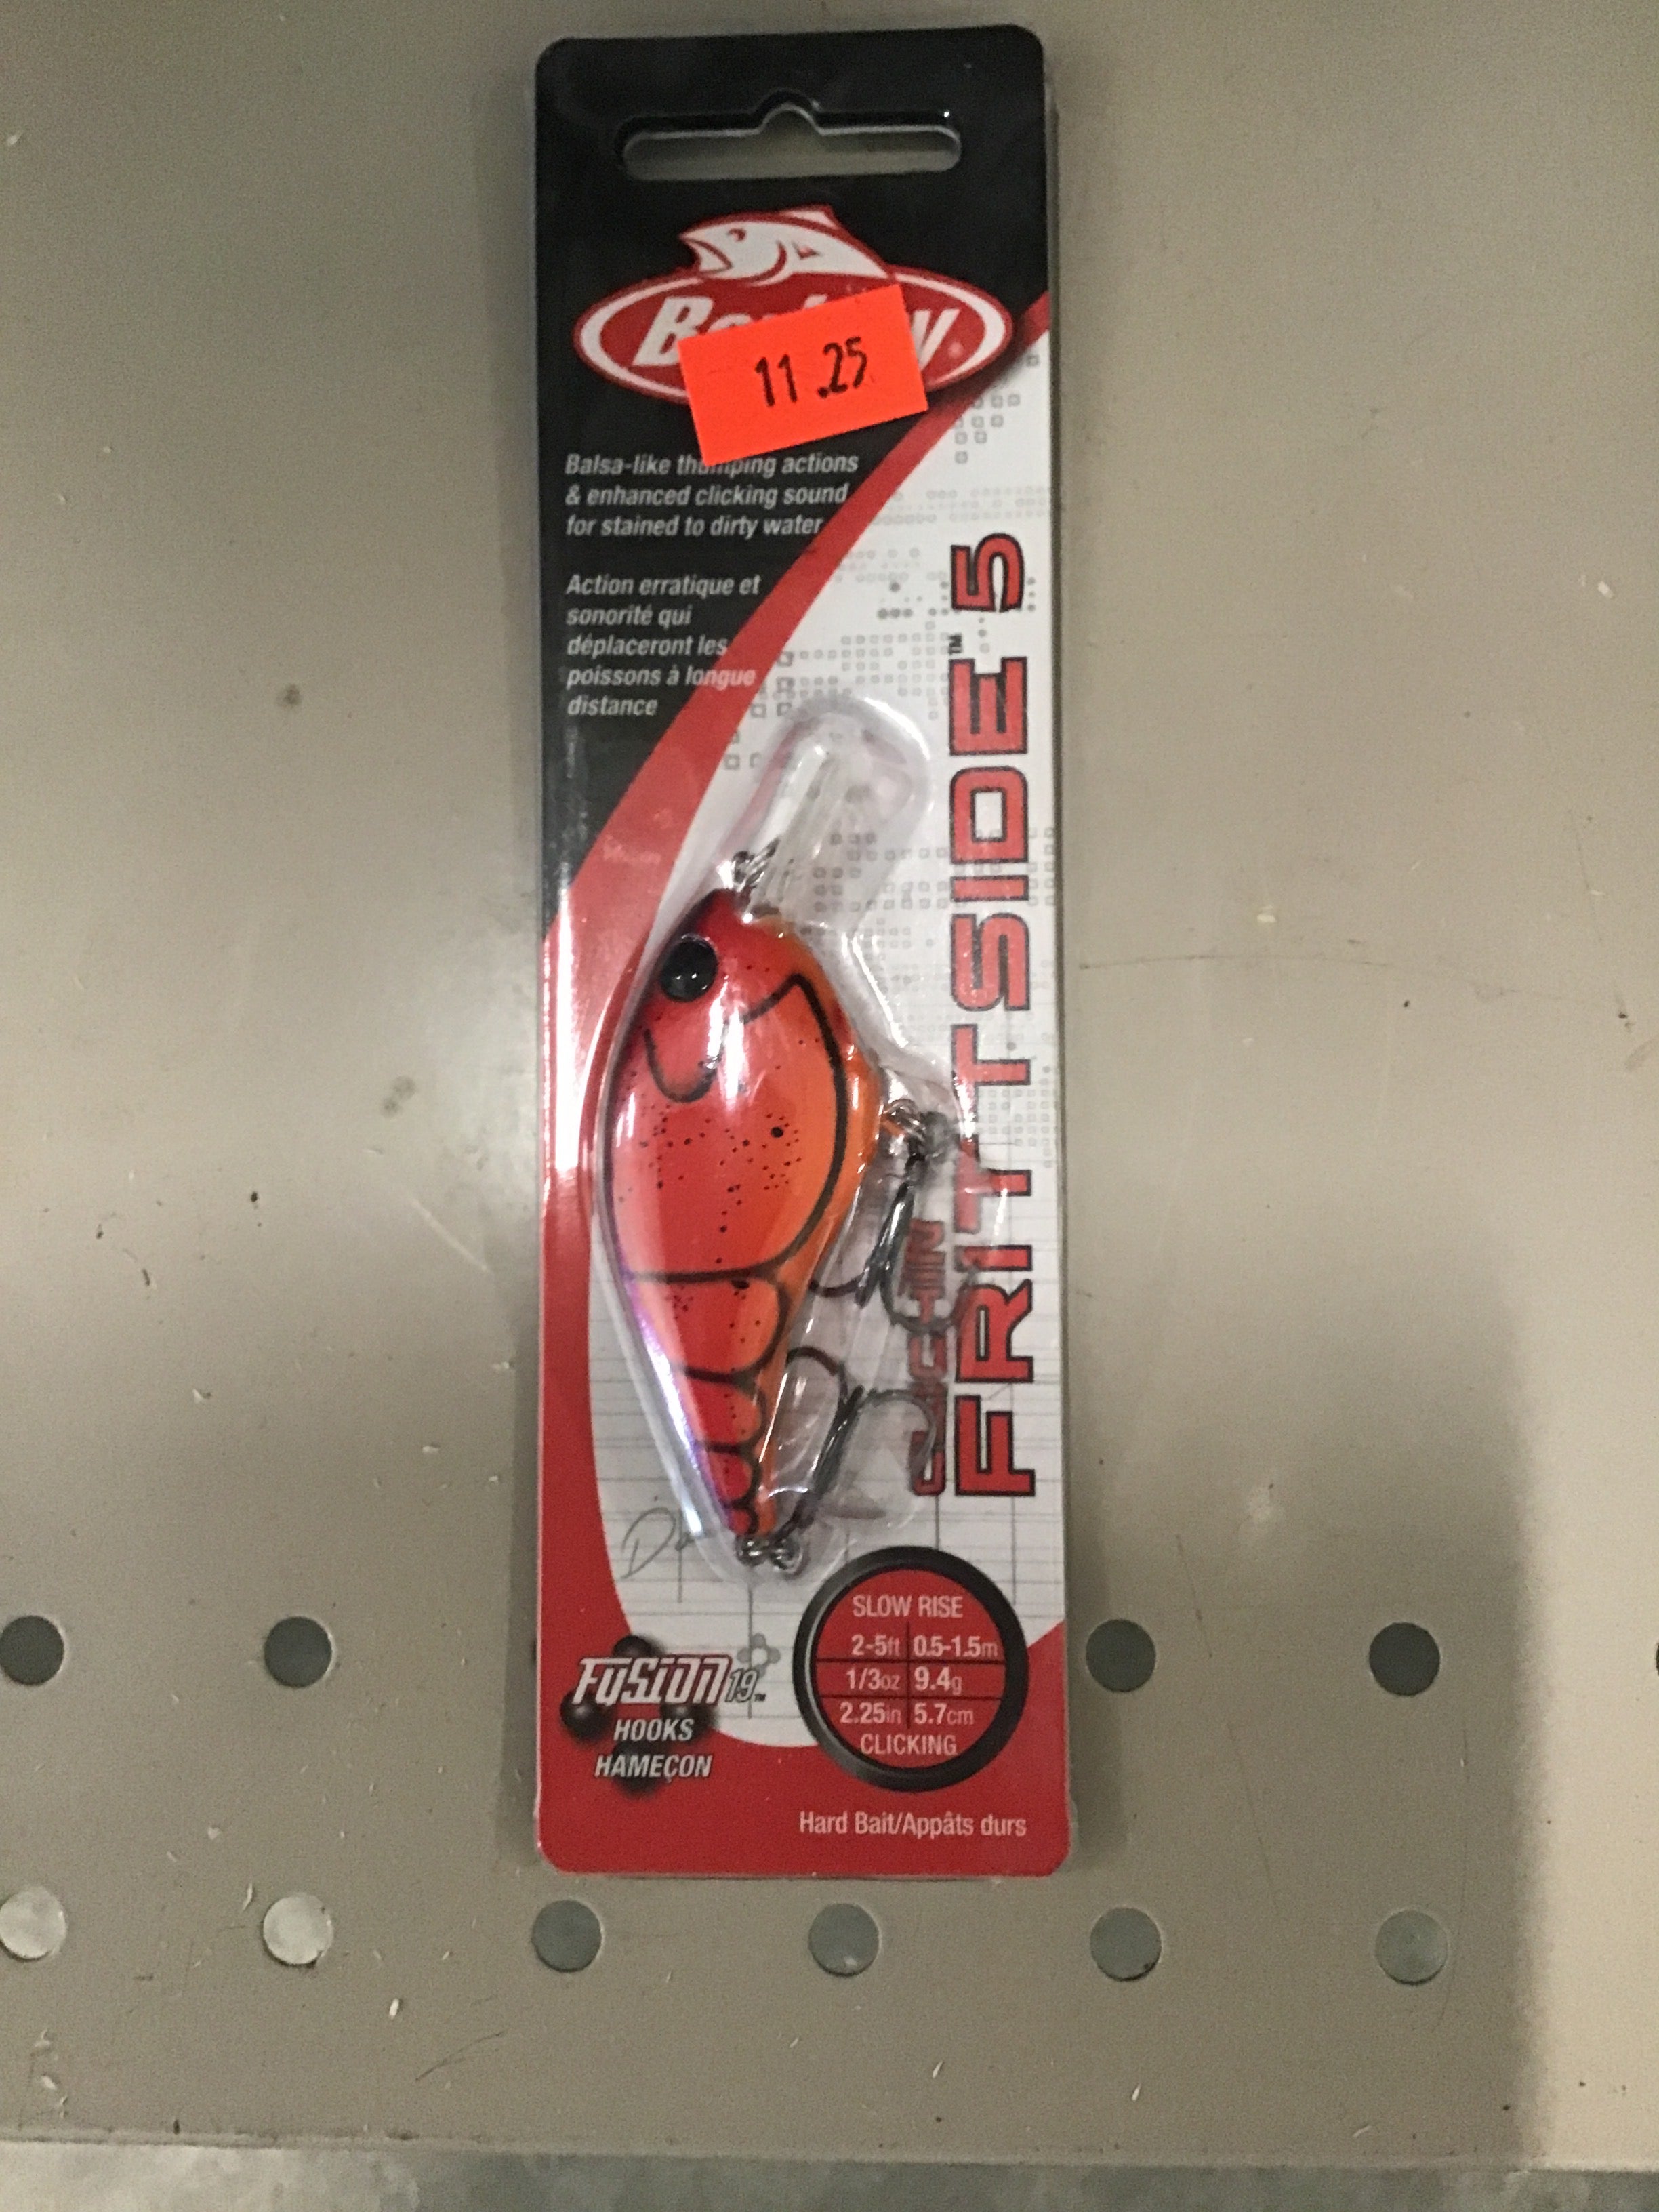 11.25
Balsa-like thumping actions
& enhanced clicking sound
for stained to dirty water
Action erratique et
sonorité qui
déplaceront les
poissons à longue
distance
FRITTSIDE™ 5
FUSION19™
HOOKS
HAMEÇON
SLOW RISE
2-5ft 0.5-1.5m
1/3oz 9.4g
2.25in 5.7cm
CLICKING
Hard Bait/Appâts durs